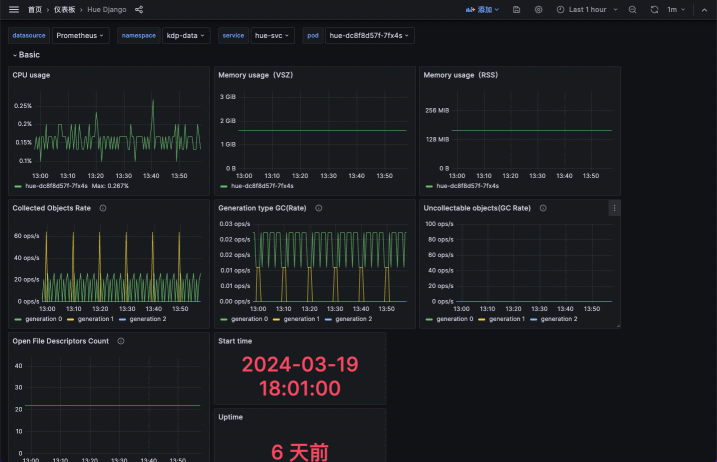 首页 › 仪表板 › Hue Django
添加
Last 1 hour
1m
datasource Prometheus namespace kdp-data service hue-svc pod hue-dc8f8d57f-7fx4s
Basic
CPU usage
0.25%
0.2%
0.15%
0.1%
13:00 13:10 13:20 13:30 13:40 13:50
hue-dc8f8d57f-7fx4s Max: 0.267%
Memory usage (VSZ)
3 GiB
2 GiB
1 GiB
0 B
13:00 13:10 13:20 13:30 13:40 13:50
hue-dc8f8d57f-7fx4s
Memory usage (RSS)
256 MiB
128 MiB
0 B
13:00 13:10 13:20 13:30 13:40 13:50
hue-dc8f8d57f-7fx4s
Collected Objects Rate
60 ops/s
40 ops/s
20 ops/s
0 ops/s
13:00 13:10 13:20 13:30 13:40 13:50
generation 0 generation 1 generation 2
Generation type GC(Rate)
0.03 ops/s
0.02 ops/s
0.02 ops/s
0.01 ops/s
0.01 ops/s
0.00 ops/s
13:00 13:10 13:20 13:30 13:40 13:50
generation 0 generation 1 generation 2
Uncollectable objects(GC Rate)
100 ops/s
80 ops/s
60 ops/s
40 ops/s
20 ops/s
0 ops/s
13:00 13:10 13:20 13:30 13:40 13:50
generation 0 generation 1 generation 2
Open File Descriptors Count
40
30
20
10
0
13:00 13:10 13:20 13:30 13:40 13:50
Start time
2024-03-19
18:01:00
Uptime
6 天前